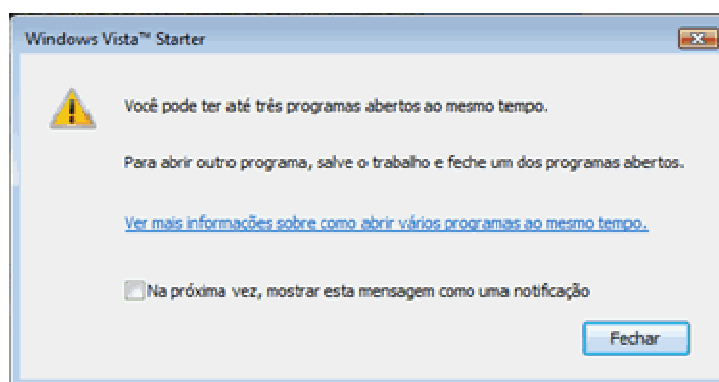 Windows Vista™ Starter
Você pode ter até três programas abertos ao mesmo tempo.
Para abrir outro programa, salve o trabalho e feche um dos programas abertos.
Ver mais informações sobre como abrir vários programas ao mesmo tempo.
Na próxima vez, mostrar esta mensagem como uma notificação
Fechar